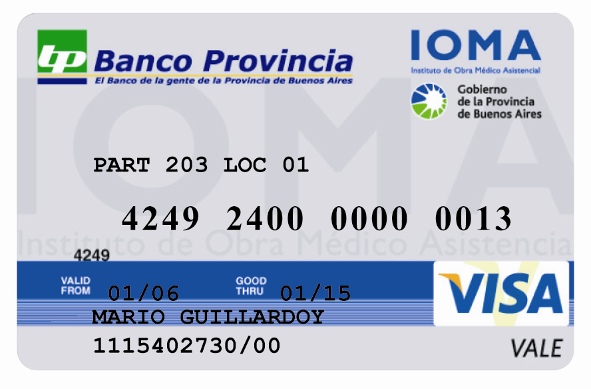 bp Banco Provincia
El Banco de la gente de la Provincia de Buenos Aires
IOMA
Instituto de Obra Médico Asistencial
Gobierno
de la Provincia
de Buenos Aires
IOMA
PART 203 LOC 01
4249 2400 0000 0013
Instituto de Obra Médico Asistencial
4249
VALID FROM 01/06 GOOD THRU 01/15
MARIO GUILLARDOY
1115402730/00
VISA
VALE